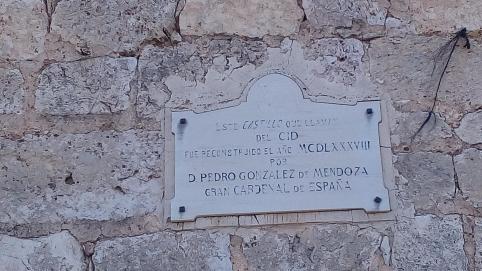 ESTE CASTILLO QUE LLAMAN
DEL CID
FUE RECONSTRUIDO EL AÑO MCDLXXXVIII
POR
D. PEDRO GONZALEZ DE MENDOZA
GRAN CARDENAL DE ESPAÑA